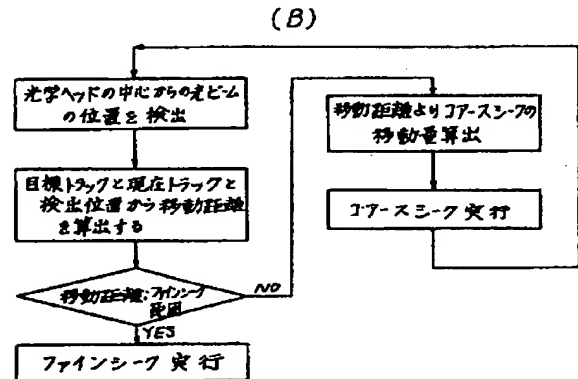 (B)
光学ヘッドの中心からの光ビーム
の位置を検出
目標トラックと現在トラックと
検出位置から移動距離
を算出する
移動距離:ファインシーク
範囲
NO
YES
ファインシーク 実行
移動距離よりコアースシークの
移動量算出
コアースシーク 実行